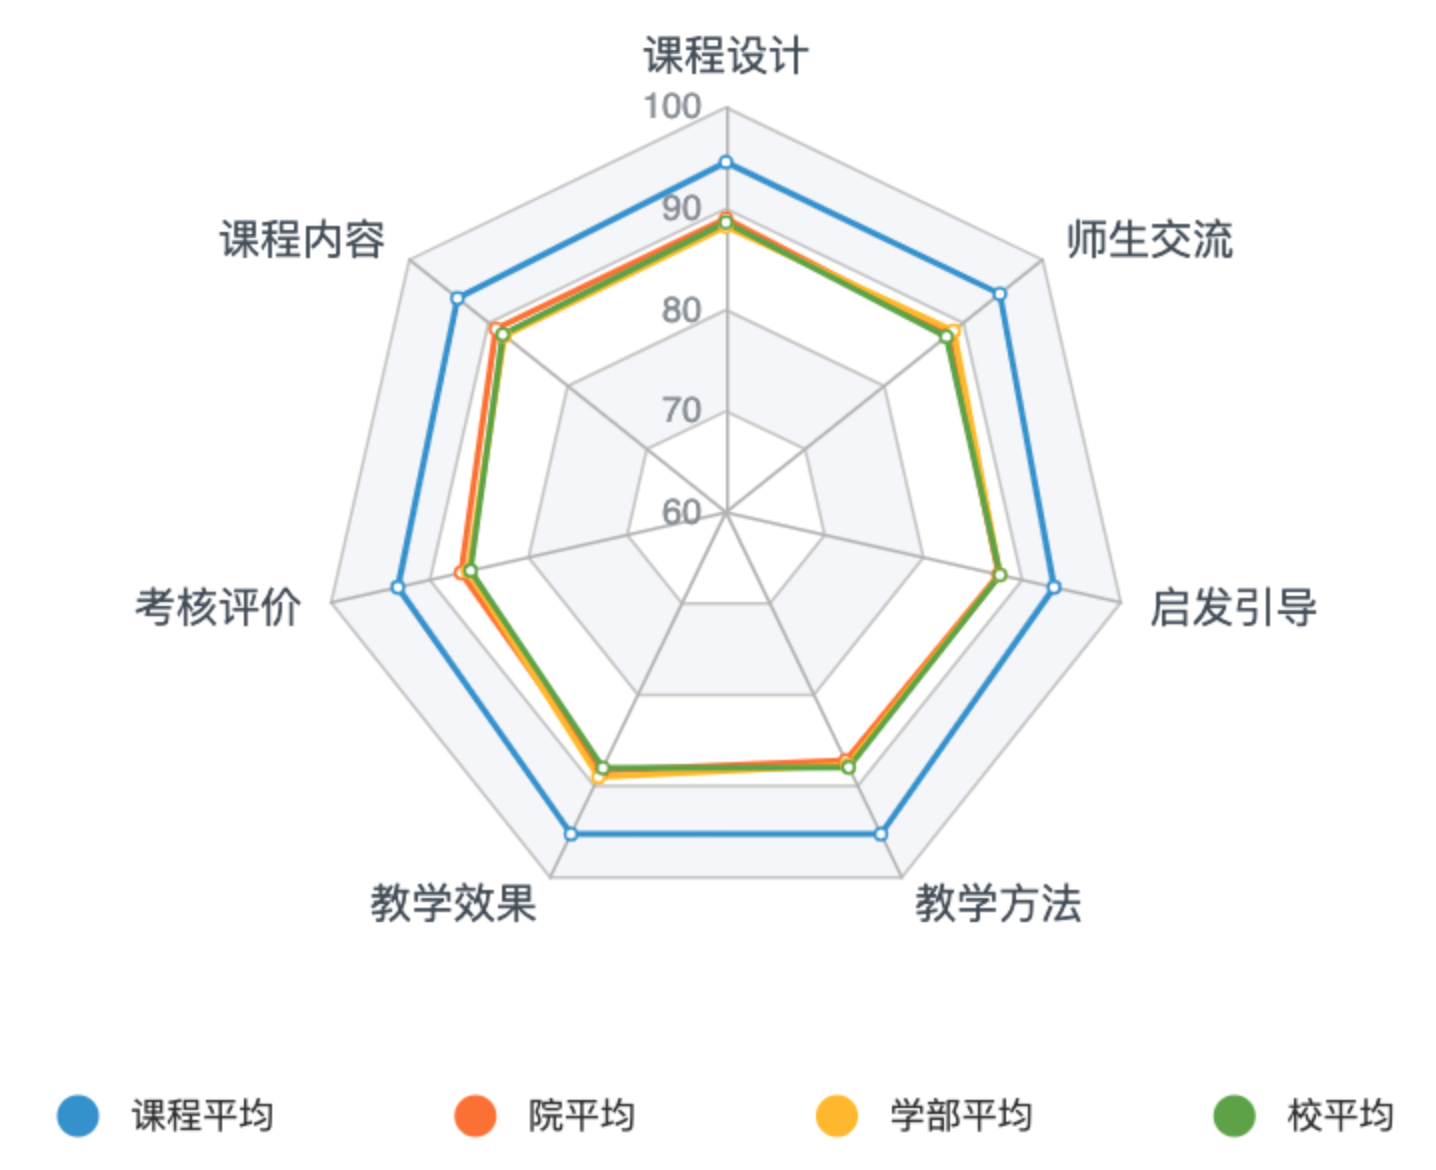 课程设计
100
90
课程内容
师生交流
80
70
60
考核评价
启发引导
教学效果
教学方法
课程平均
院平均
学部平均
校平均